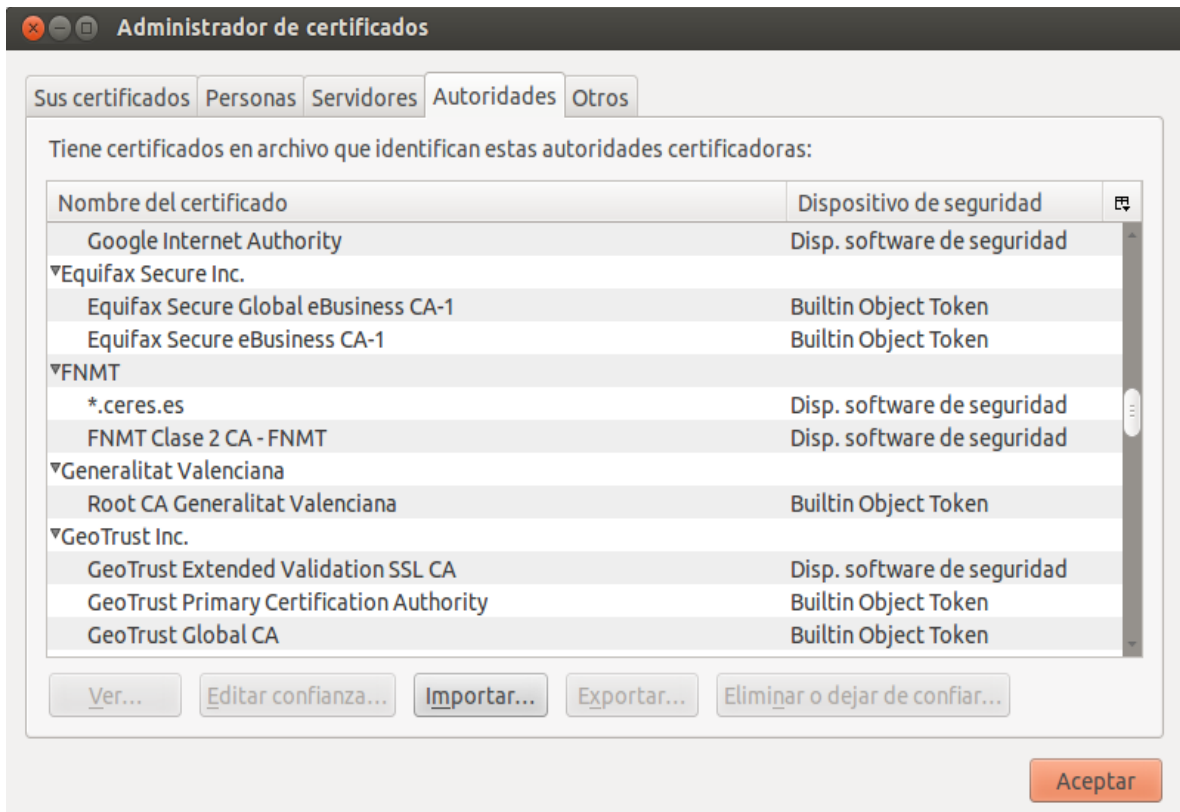 Administrador de certificados
Sus certificados Personas Servidores Autoridades Otros
Tiene certificados en archivo que identifican estas autoridades certificadoras:
Nombre del certificado Dispositivo de seguridad
Google Internet Authority Disp. software de seguridad
Equifax Secure Inc.
Equifax Secure Global eBusiness CA-1 Builtin Object Token
Equifax Secure eBusiness CA-1 Builtin Object Token
FNMT
*.ceres.es Disp. software de seguridad
FNMT Clase 2 CA - FNMT Disp. software de seguridad
Generalitat Valenciana
Root CA Generalitat Valenciana Builtin Object Token
GeoTrust Inc.
GeoTrust Extended Validation SSL CA Disp. software de seguridad
GeoTrust Primary Certification Authority Builtin Object Token
GeoTrust Global CA Builtin Object Token
Ver... Editar confianza... Importar... Exportar... Eliminar o dejar de confiar...
Aceptar